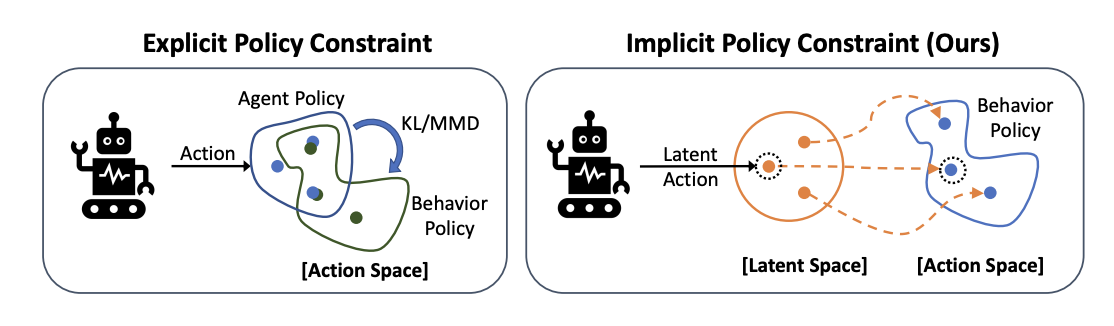 Explicit Policy Constraint
Agent Policy
KL/MMD
Action
Behavior
Policy
[Action Space]
Implicit Policy Constraint (Ours)
Behavior
Policy
Latent
Action
[Latent Space]
[Action Space]